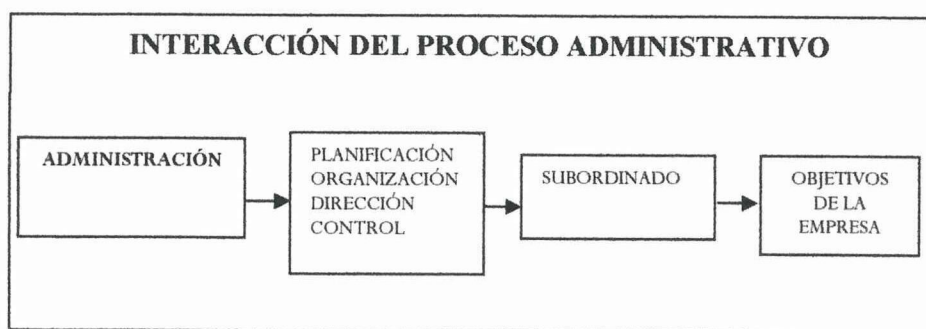 INTERACCIÓN DEL PROCESO ADMINISTRATIVO
ADMINISTRACIÓN
PLANIFICACIÓN
ORGANIZACIÓN
DIRECCIÓN
CONTROL
SUBORDINADO
OBJETIVOS
DE LA
EMPRESA